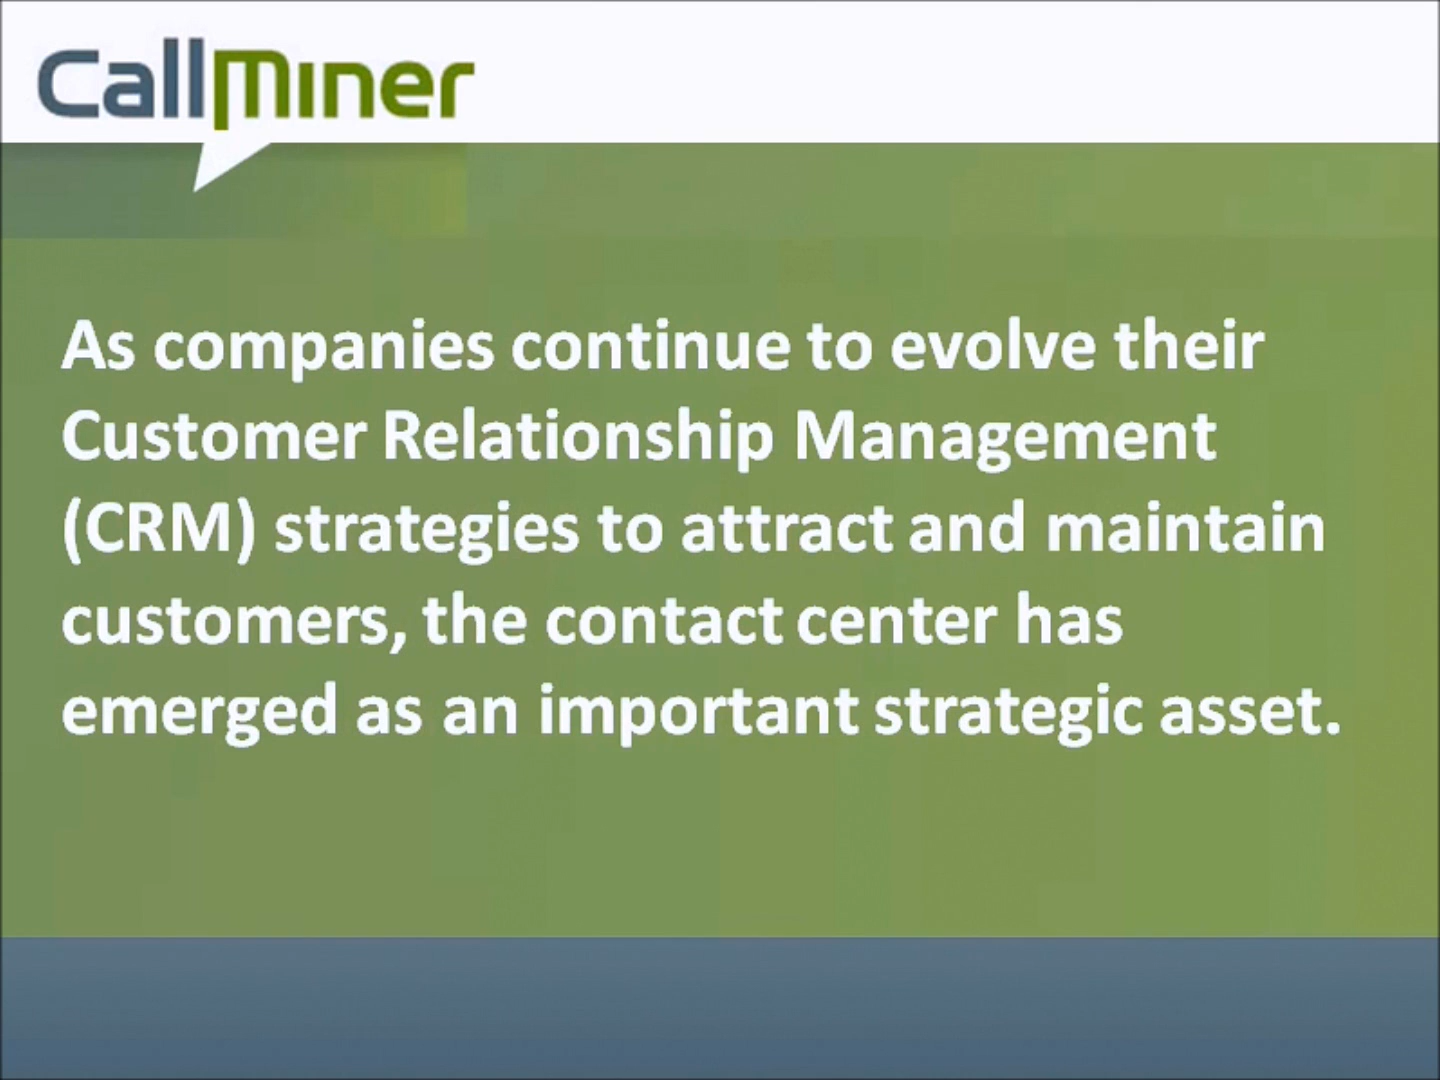 CallMiner
As companies continue to evolve their
Customer Relationship Management
(CRM) strategies to attract and maintain
customers, the contact center has
emerged as an important strategic asset.